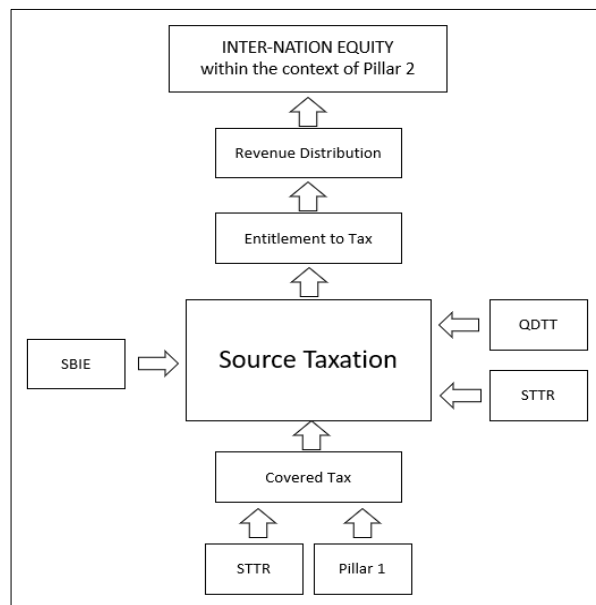 INTER-NATION EQUITY
within the context of Pillar 2
Revenue Distribution
Entitlement to Tax
Source Taxation
QDTT
SBIE
STTR
Covered Tax
STTR
Pillar 1